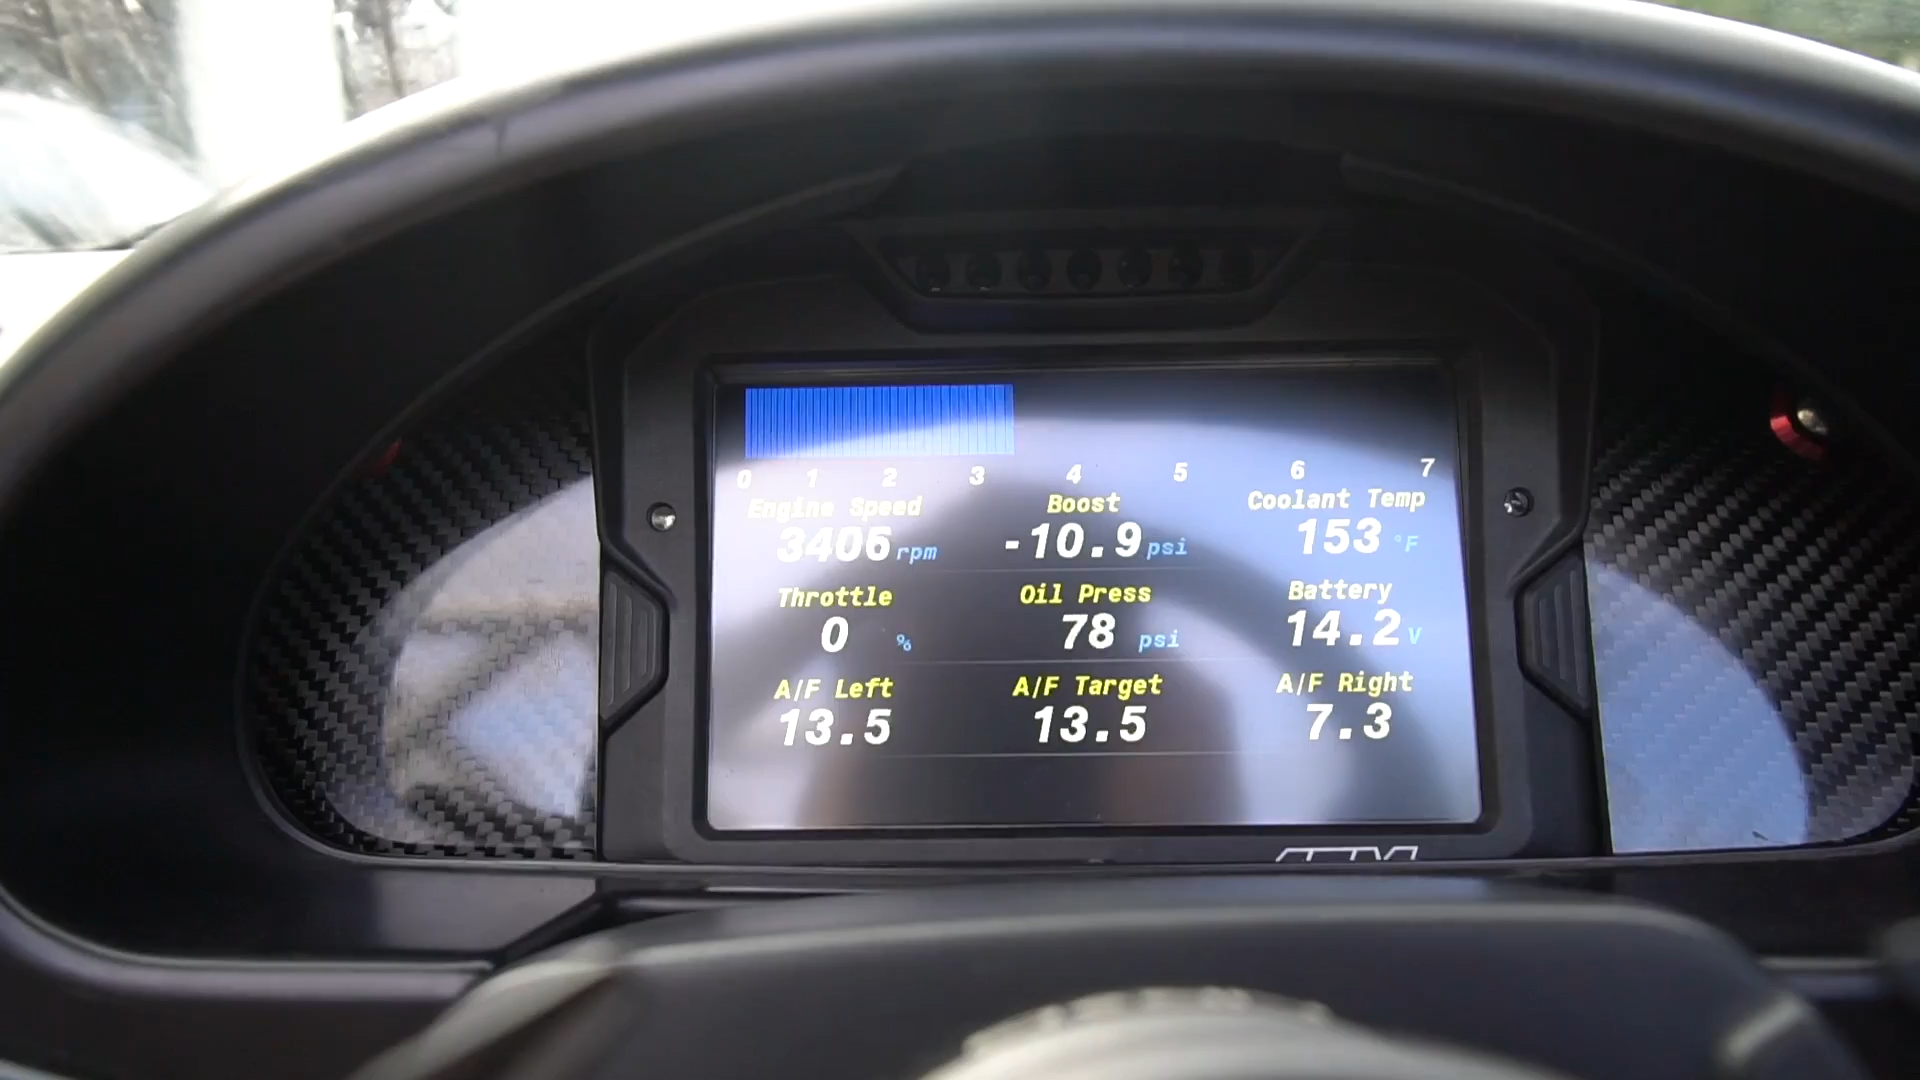 0 1 2 3 4 5 6 7
Engine Speed Boost Coolant Temp
3406 rpm -10.9 psi 153 °F
Throttle Oil Press Battery
0 % 78 psi 14.2 V
A/F Left A/F Target A/F Right
13.5 13.5 7.3